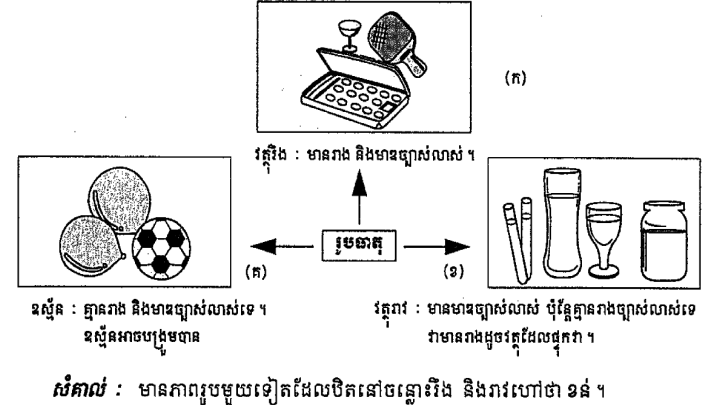 (ក)
វត្ថុរឹង : មានរាង និងមាឌច្បាស់លាស់ ។
រូបធាតុ
(គ)
(ខ)
ឧស្ម័ន : គ្មានរាង និងមាឌច្បាស់លាស់ទេ ។
ឧស្ម័នអាចបង្រួមបាន
វត្ថុរាវ : មានមាឌច្បាស់លាស់ ប៉ុន្តែគ្មានរាងច្បាស់លាស់ទេ
វាមានរាងដូចវត្ថុដែលផ្ទុកវា ។
សំគាល់ : មានភាពរូបមួយទៀតដែលឋិតនៅចន្លោះរឹង និងរាវហៅថា ខន់ ។